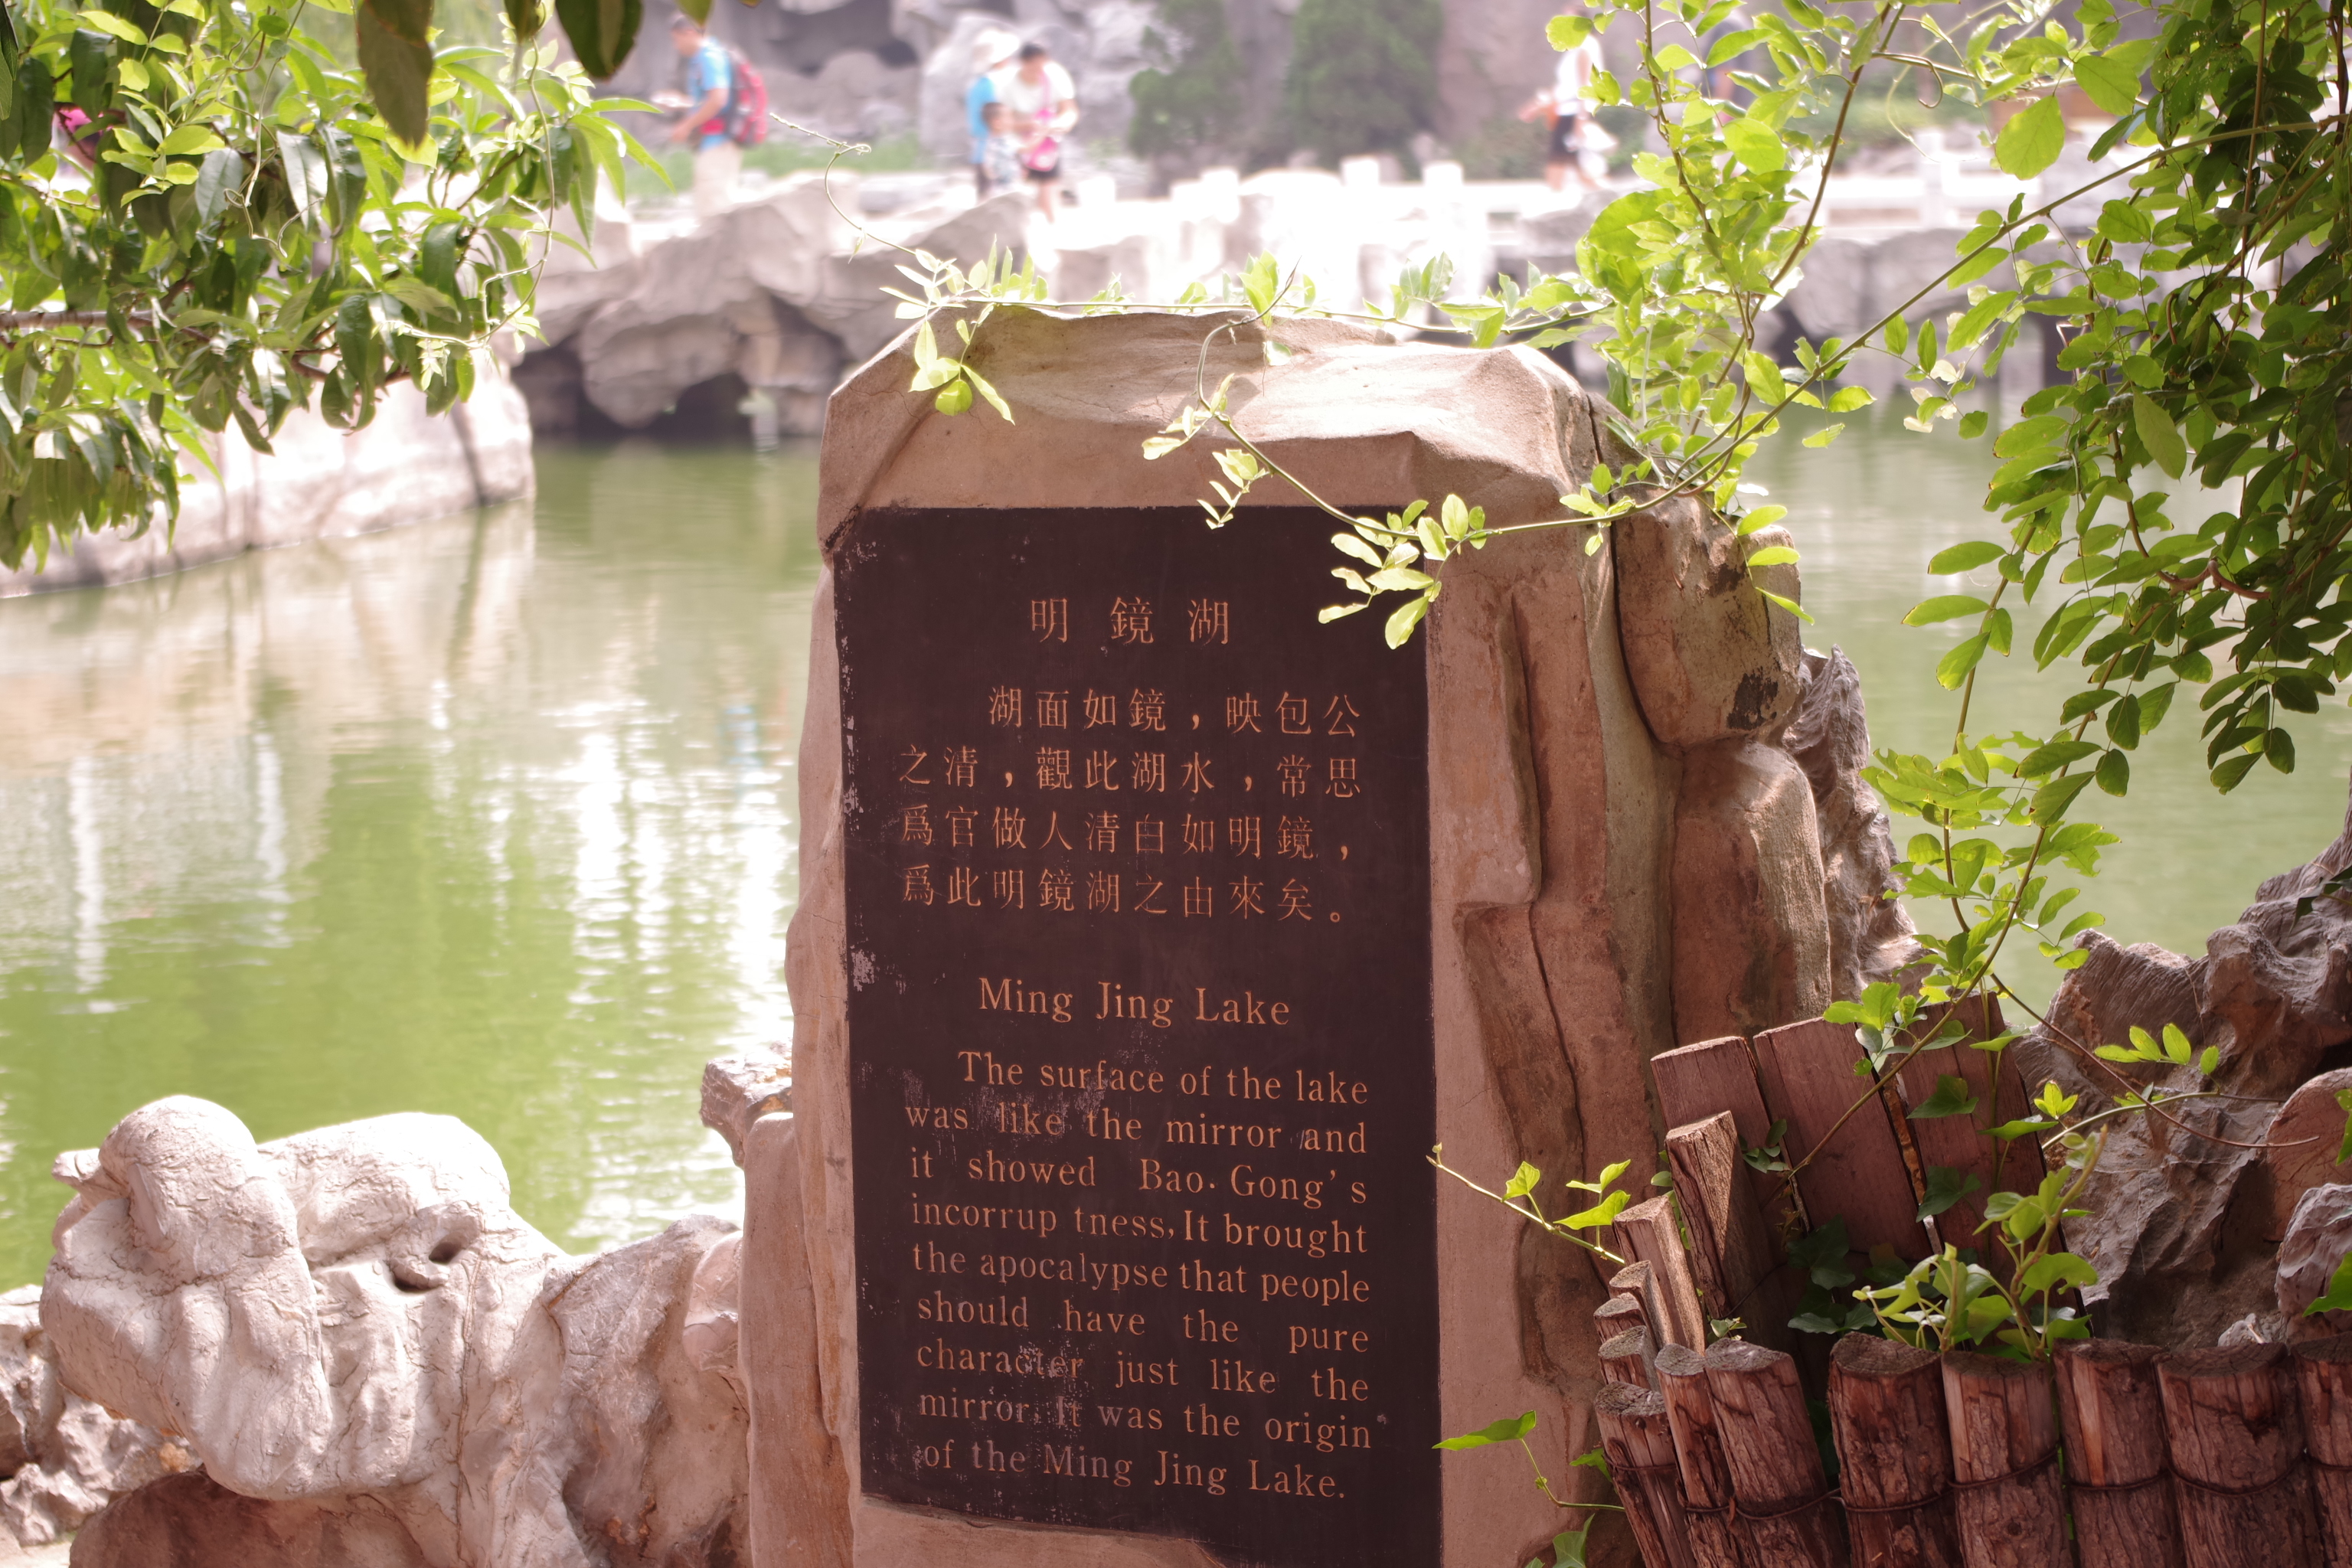 明鏡湖
湖面如鏡，映包公
之清，觀此湖水，常思
爲官做人清白如明鏡，
爲此明鏡湖之由來矣。
Ming Jing Lake
The surface of the lake
was like the mirror and
it showed Bao·Gong's
incorrup tness,It brought
the apocalypse that people
should have the pure
character just like the
mirror, It was the origin
of the Ming Jing Lake.